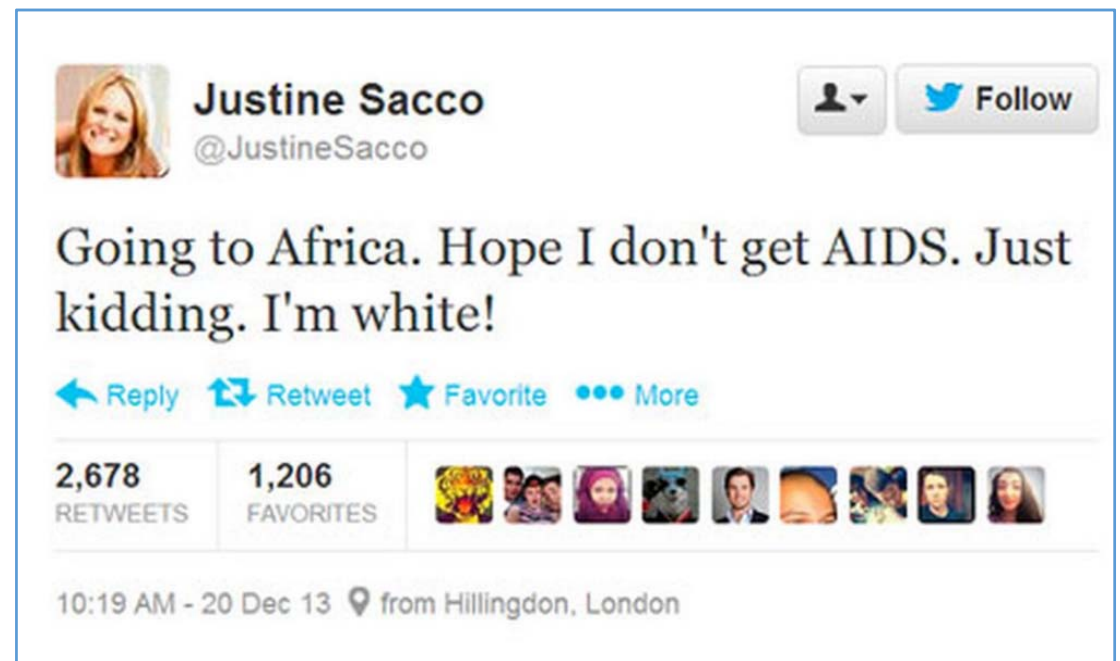 Justine Sacco
@JustineSacco
Follow
Going to Africa. Hope I don't get AIDS. Just
kidding. I'm white!
Reply Retweet Favorite More
2,678 1,206
RETWEETS FAVORITES
10:19 AM - 20 Dec 13 from Hillingdon, London